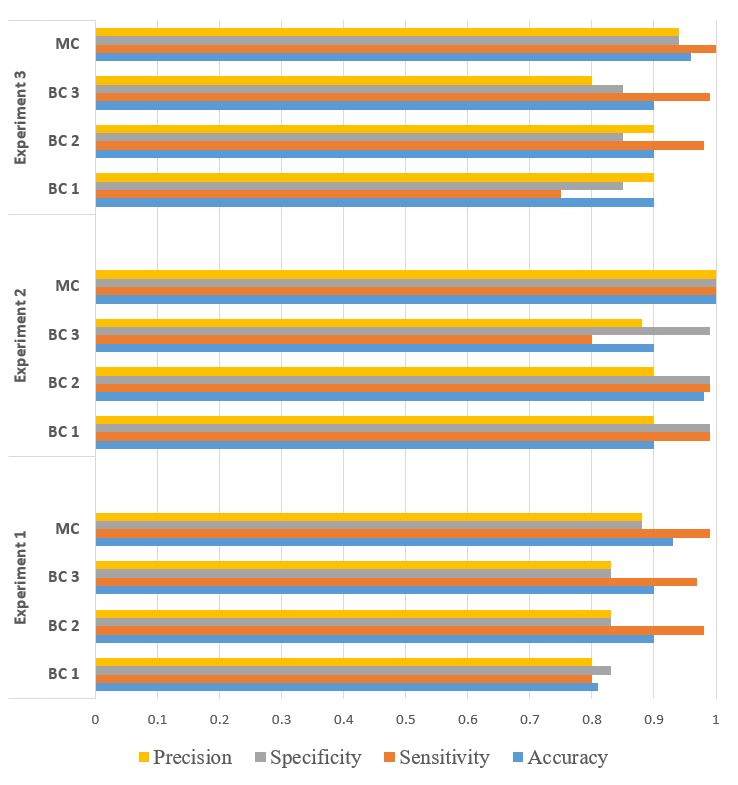 Experiment 3
MC
BC 3
BC 2
BC 1
Experiment 2
MC
BC 3
BC 2
BC 1
Experiment 1
MC
BC 3
BC 2
BC 1
0 0.1 0.2 0.3 0.4 0.5 0.6 0.7 0.8 0.9 1
Precision Specificity Sensitivity Accuracy